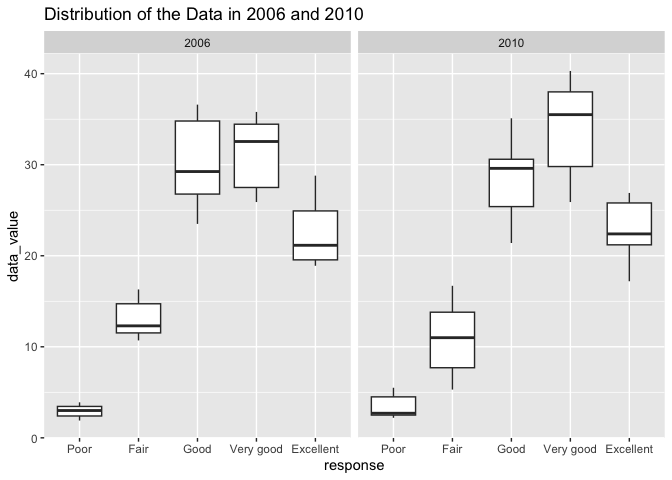 Distribution of the Data in 2006 and 2010
2006 2010
data_value
40
30
20
10
0
Poor Fair Good Very good Excellent Poor Fair Good Very good Excellent
response